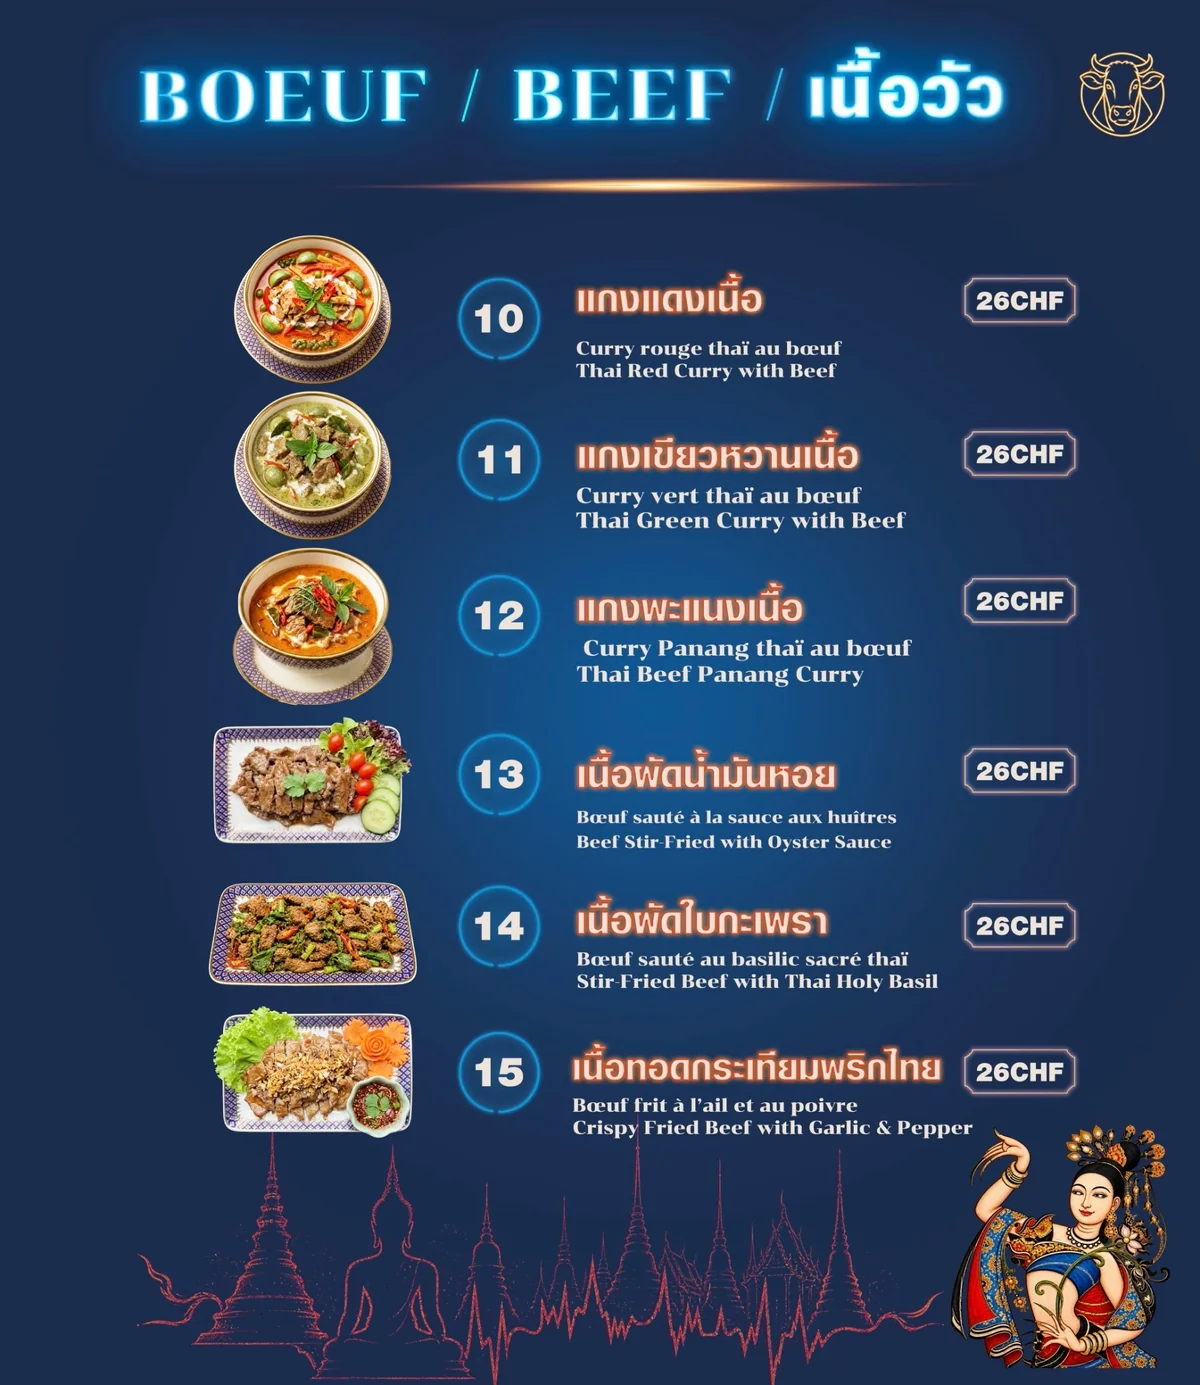 BOEUF / BEEF / เนื้อวัว
10
แกงแดงเนื้อ
26CHF
Curry rouge thaï au bœuf
Thai Red Curry with Beef
11
แกงเขียวหวานเนื้อ
26CHF
Curry vert thaï au bœuf
Thai Green Curry with Beef
12
แกงพะแนงเนื้อ
26CHF
Curry Panang thaï au bœuf
Thai Beef Panang Curry
13
เนื้อผัดน้ำมันหอย
26CHF
Bœuf sauté à la sauce aux huîtres
Beef Stir-Fried with Oyster Sauce
14
เนื้อผัดใบกะเพรา
26CHF
Bœuf sauté au basilic sacré thaï
Stir-Fried Beef with Thai Holy Basil
15
เนื้อทอดกระเทียมพริกไทย
26CHF
Bœuf frit à l'ail et au poivre
Crispy Fried Beef with Garlic & Pepper